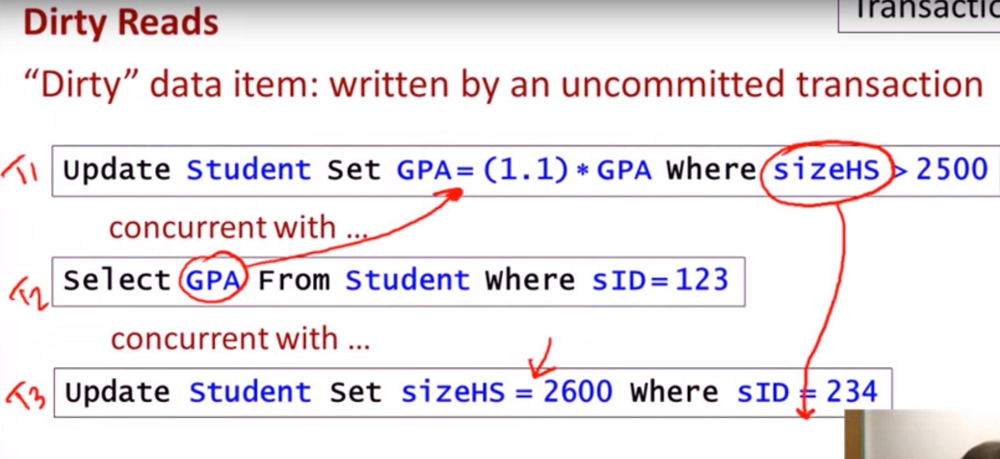 Dirty Reads
“Dirty” data item: written by an uncommitted transaction
T1 Update Student Set GPA=(1.1)*GPA Where sizeHS > 2500
concurrent with ...
T2 Select GPA From Student Where sID=123
concurrent with ...
T3 Update Student Set sizeHS = 2600 Where sID = 234